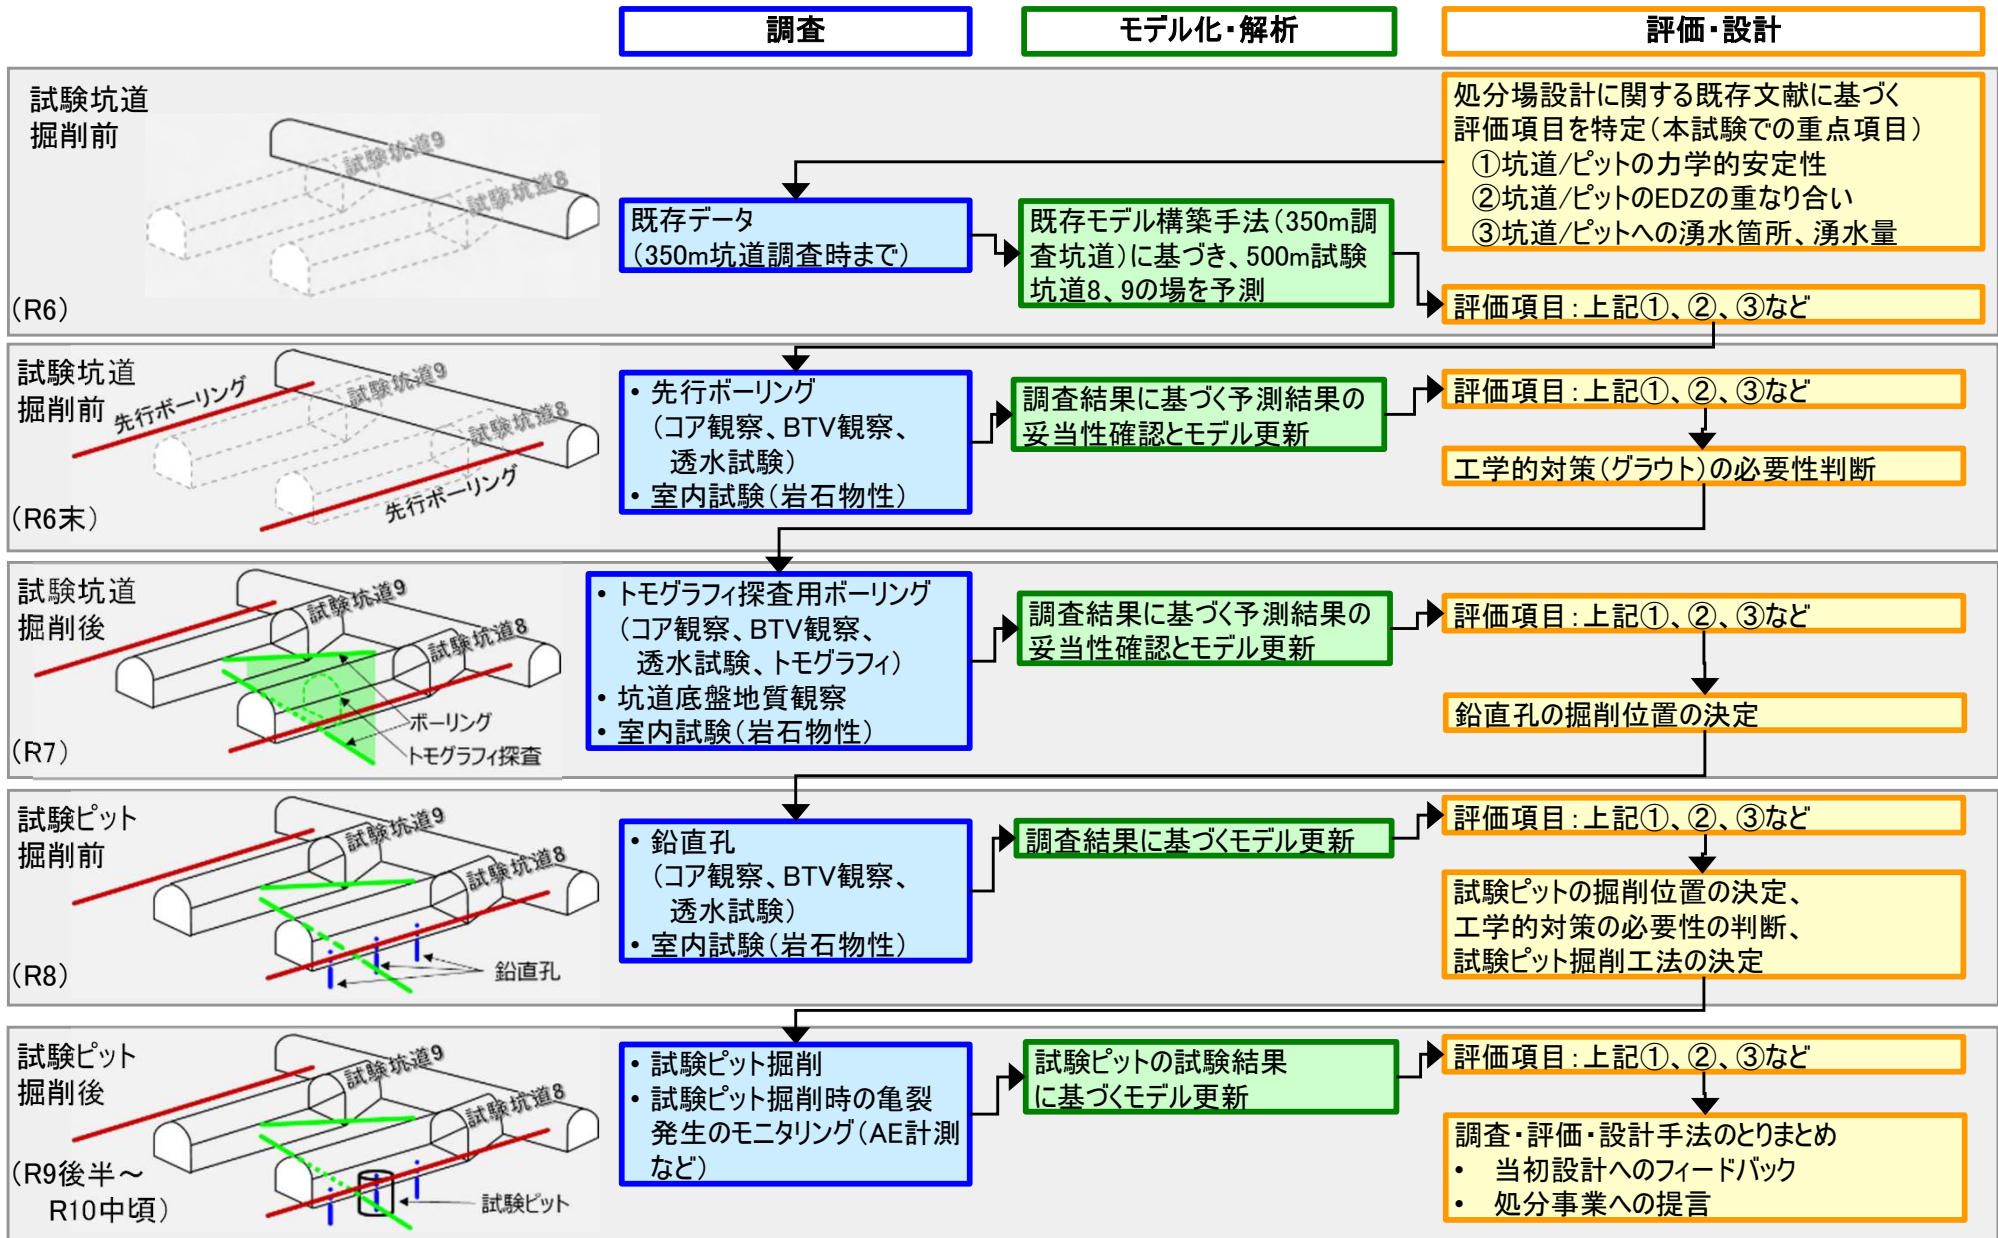 調査
モデル化・解析
評価・設計
試験坑道
掘削前
試験坑道9
試験坑道8
(R6)
処分場設計に関する既存文献に基づく
評価項目を特定(本試験での重点項目)
①坑道/ピットの力学的安定性
②坑道/ピットのEDZの重なり合い
③坑道/ピットへの湧水箇所、湧水量
既存データ
(350m坑道調査時まで)
既存モデル構築手法(350m調
査坑道)に基づき、500m試験
坑道8、9の場を予測
評価項目:上記①、②、③など
試験坑道
掘削前
先行ボーリング
試験坑道9
試験坑道8
先行ボーリング
(R6末)
• 先行ボーリング
(コア観察、BTV観察、
透水試験)
• 室内試験(岩石物性)
調査結果に基づく予測結果の
妥当性確認とモデル更新
評価項目:上記①、②、③など
工学的対策(グラウト)の必要性判断
試験坑道
掘削後
試験坑道9
試験坑道8
ボーリング
トモグラフィ探査
(R7)
• トモグラフィ探査用ボーリング
(コア観察、BTV観察、
透水試験、トモグラフィ)
• 坑道底盤地質観察
• 室内試験(岩石物性)
調査結果に基づく予測結果の
妥当性確認とモデル更新
評価項目:上記①、②、③など
鉛直孔の掘削位置の決定
試験ピット
掘削前
試験坑道9
試験坑道8
鉛直孔
(R8)
• 鉛直孔
(コア観察、BTV観察、
透水試験)
• 室内試験(岩石物性)
調査結果に基づくモデル更新
評価項目:上記①、②、③など
試験ピットの掘削位置の決定、
工学的対策の必要性の判断、
試験ピット掘削工法の決定
試験ピット
掘削後
試験坑道9
試験坑道8
試験ピット
(R9後半~
R10中頃)
• 試験ピット掘削
• 試験ピット掘削時の亀裂
発生のモニタリング(AE計測
など)
試験ピットの試験結果
に基づくモデル更新
評価項目:上記①、②、③など
調査・評価・設計手法のとりまとめ
• 当初設計へのフィードバック
• 処分事業への提言